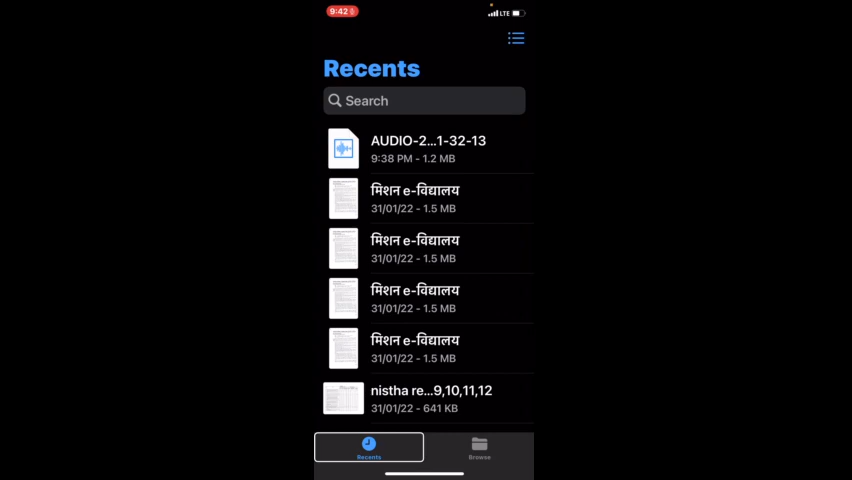 9:42
LTE
Recents
Search
AUDIO-2...1-32-13
9:38 PM - 1.2 MB
मिशन e-विद्यालय
31/01/22 - 1.5 MB
मिशन e-विद्यालय
31/01/22 - 1.5 MB
मिशन e-विद्यालय
31/01/22 - 1.5 MB
मिशन e-विद्यालय
31/01/22 - 1.5 MB
nistha re...9,10,11,12
31/01/22 - 641 KB
Recents
Browse